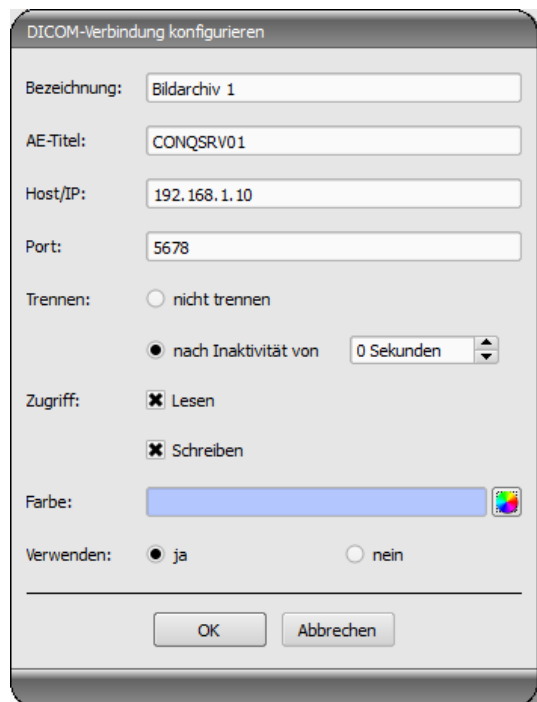 DICOM-Verbindung konfigurieren
Bezeichnung: Bildarchiv 1
AE-Titel: CONQSRV01
Host/IP: 192.168.1.10
Port: 5678
Trennen: nicht trennen
nach Inaktivität von 0 Sekunden
Zugriff: Lesen
Schreiben
Farbe:
Verwenden: ja nein
OK Abbrechen